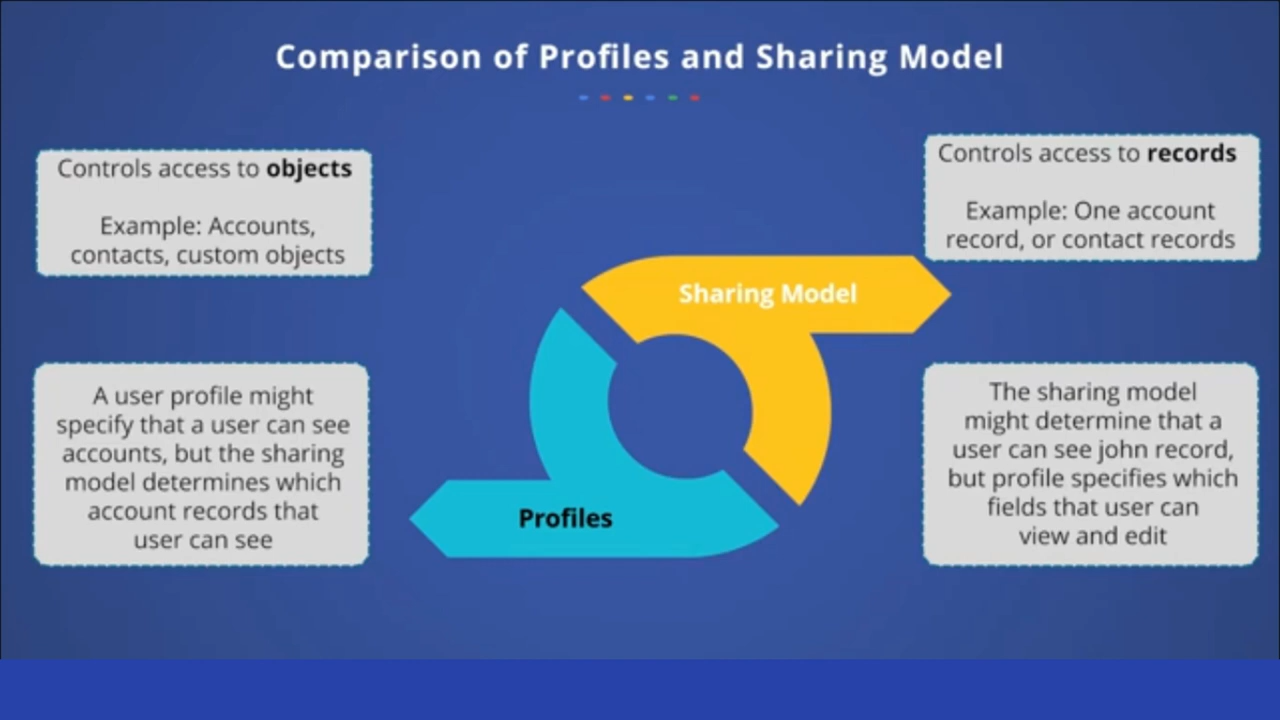 Comparison of Profiles and Sharing Model
Controls access to objects
Example: Accounts,
contacts, custom objects
A user profile might
specify that a user can see
accounts, but the sharing
model determines which
account records that
user can see
Sharing Model
Profiles
Controls access to records
Example: One account
record, or contact records
The sharing model
might determine that a
user can see john record,
but profile specifies which
fields that user can
view and edit